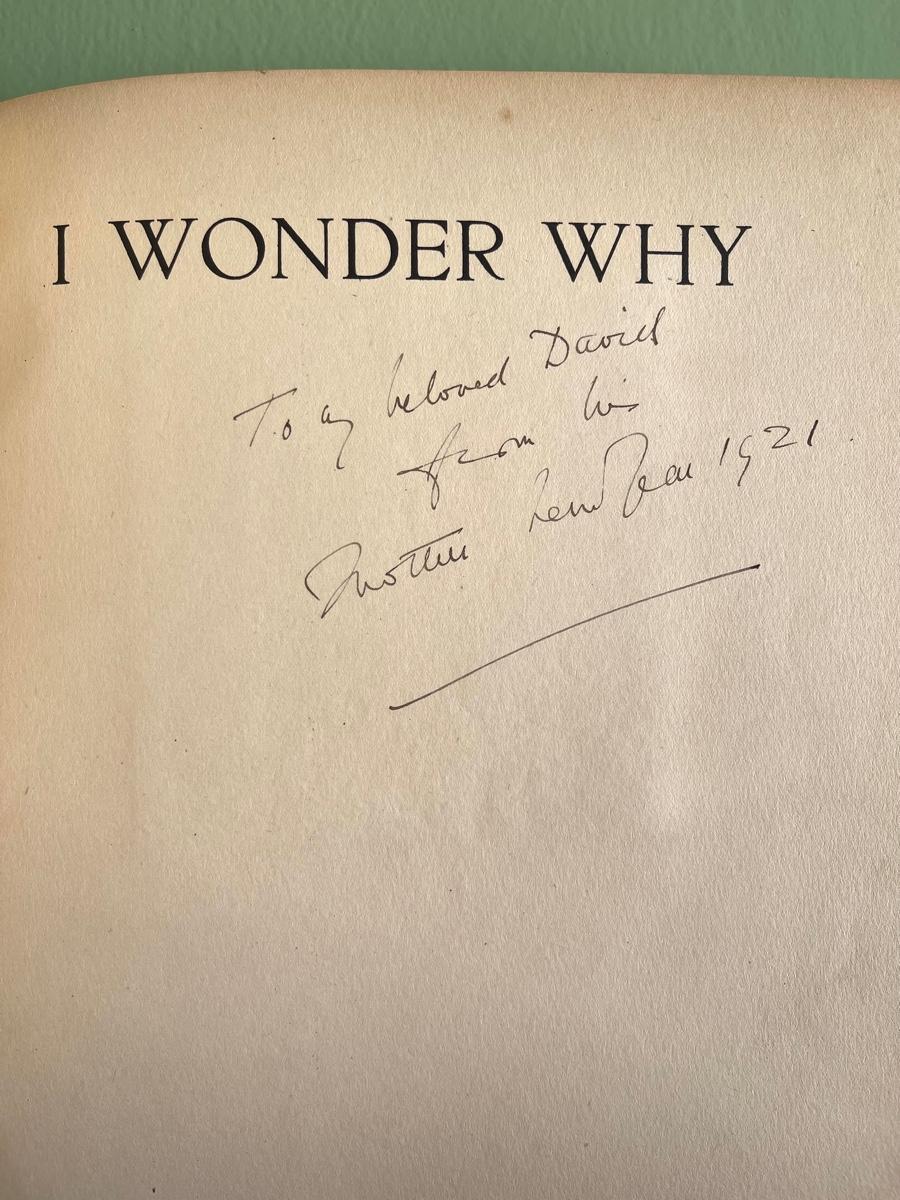 I WONDER WHY
To my beloved David
from his
Mother New Year 1921